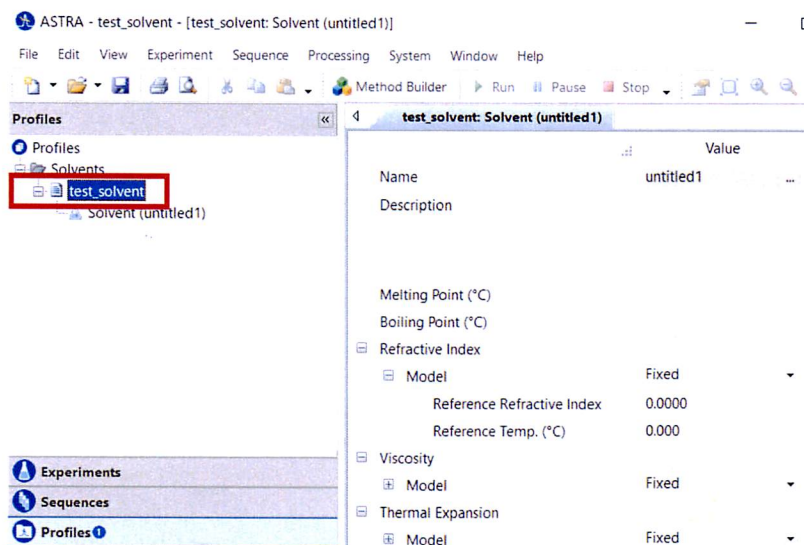 ASTRA - test_solvent - [test_solvent: Solvent (untitled1)]
File Edit View Experiment Sequence Processing System Window Help
Method Builder Run Pause Stop
Profiles
Profiles
Solvents
test_solvent
Solvent (untitled1)
test_solvent: Solvent (untitled1)
Value
Name untitled1 ...
Description
Melting Point (°C)
Boiling Point (°C)
Refractive Index
Model Fixed
Reference Refractive Index 0.0000
Reference Temp. (°C) 0.000
Viscosity
Model Fixed
Thermal Expansion
Model Fixed
Experiments
Sequences
Profiles